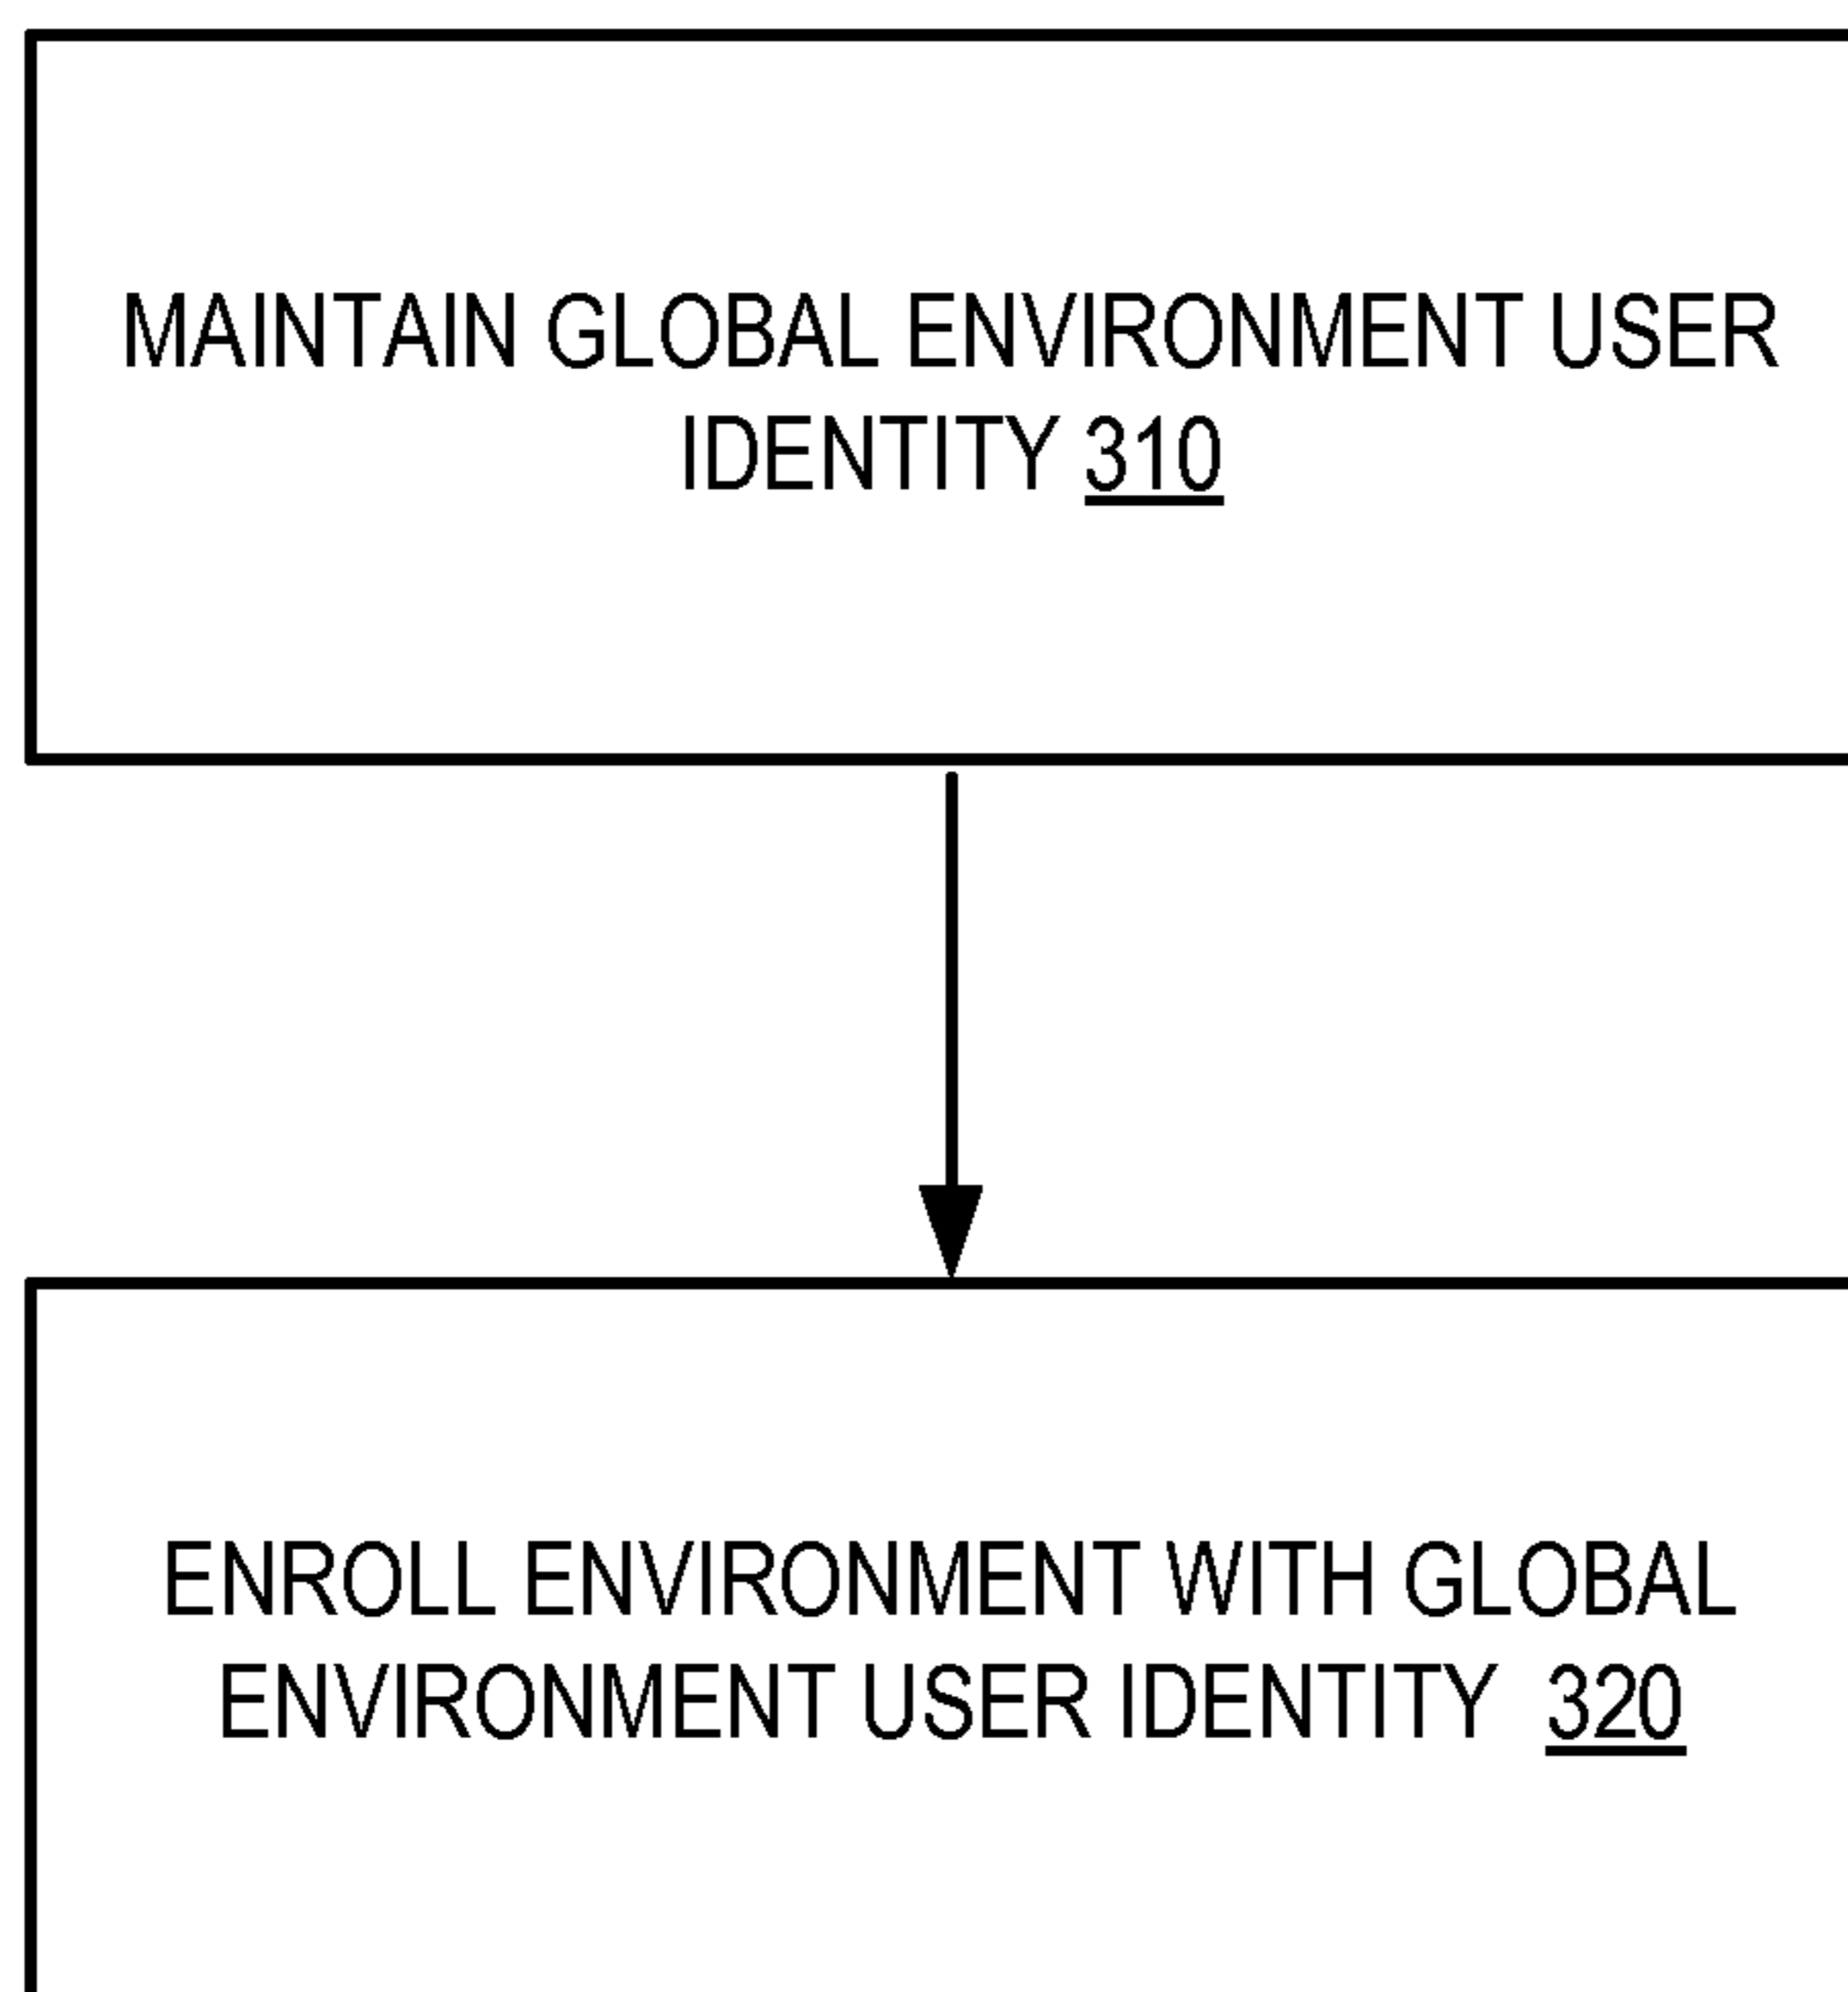 MAINTAIN GLOBAL ENVIRONMENT USER
IDENTITY 310
ENROLL ENVIRONMENT WITH GLOBAL
ENVIRONMENT USER IDENTITY 320